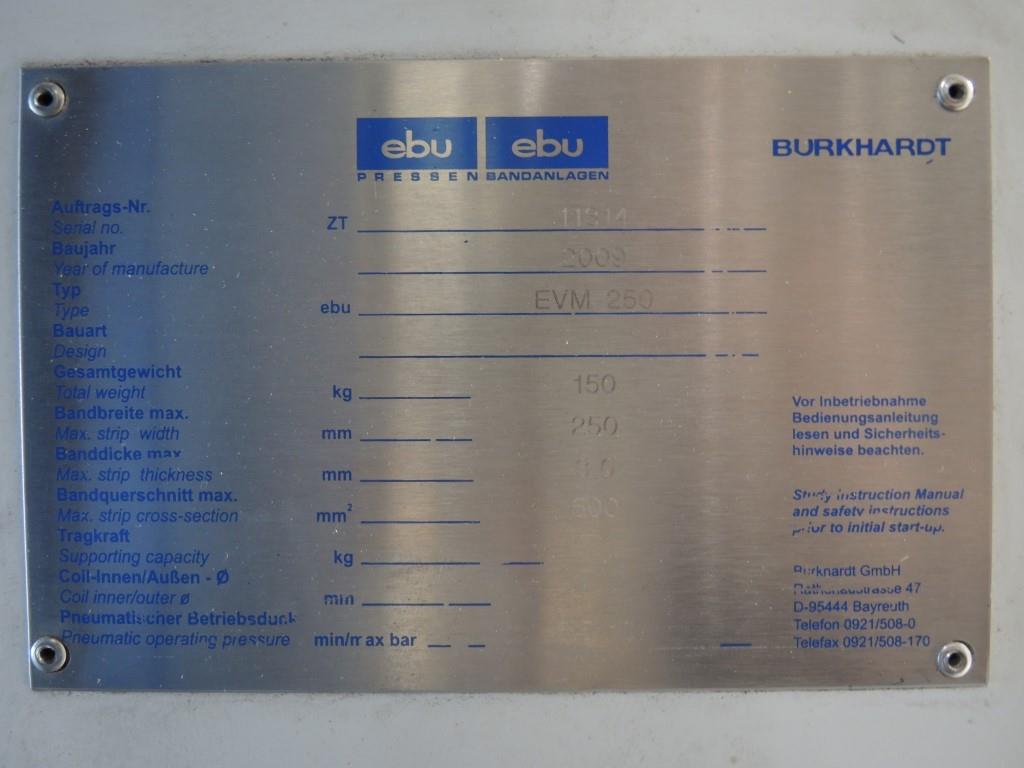 ebu ebu
PRESSEN BANDANLAGEN
BURKHARDT
Auftrags-Nr.
Serial no. ZT
Baujahr
Year of manufacture 2009
Typ
Type ebu EVM 250
Bauart
Design
Gesamtgewicht
Total weight kg 150
Bandbreite max.
Max. strip width mm 250
Banddicke max
Max. strip thickness mm
Bandquerschnitt max.
Max. strip cross-section mm² 500
Tragkraft
Supporting capacity kg
Coil-Innen/Außen - Ø
Coil inner/outer ø mm
Pneumatischer Betriebsdurk
Pneumatic operating pressure min/max bar
Vor Inbetriebnahme
Bedienungsanleitung
lesen und Sicherheits-
hinweise beachten.
Study Instruction Manual
and safety instructions
prior to initial start-up.
Burkhardt GmbH
47
D-95444 Bayreuth
Telefon 0921/508-0
Telefax 0921/508-170